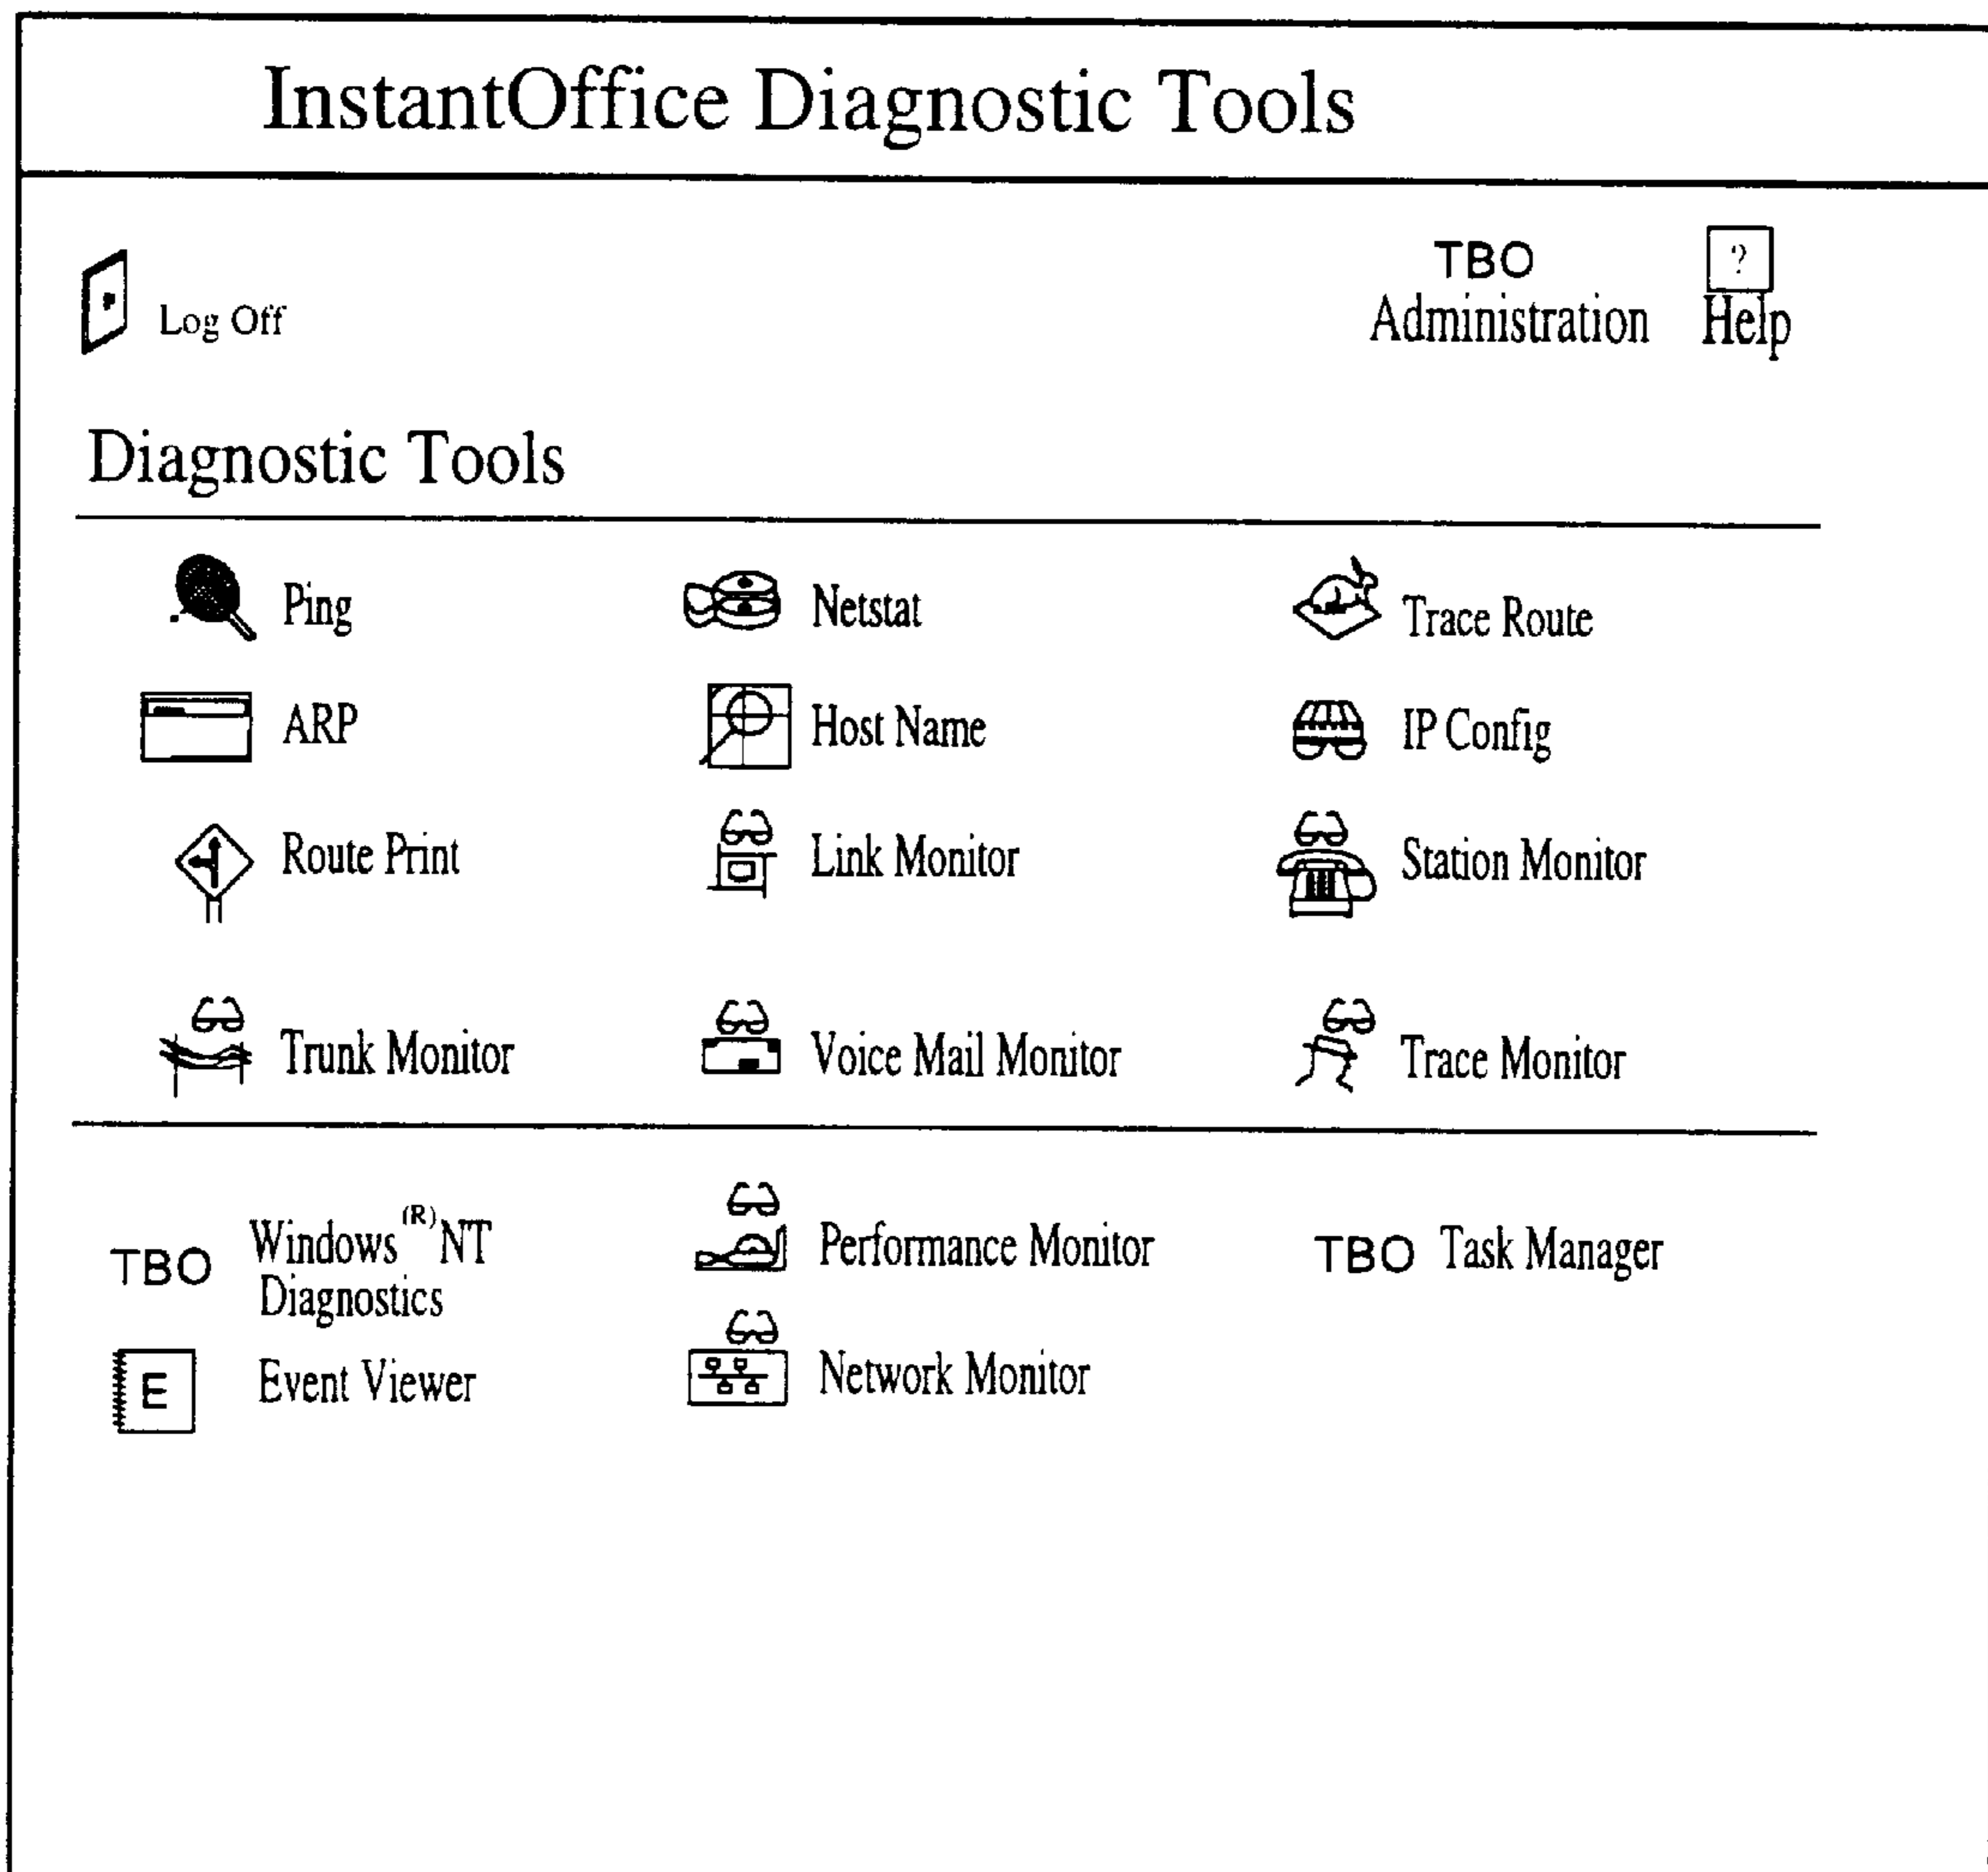 InstantOffice Diagnostic Tools
TBO ?
Log Off Administration Help
Diagnostic Tools
Ping Netstat Trace Route
ARP Host Name IP Config
Route Print Link Monitor Station Monitor
Trunk Monitor Voice Mail Monitor Trace Monitor
TBO Windows (R) NT Performance Monitor TBO Task Manager
Diagnostics
E Event Viewer Network Monitor